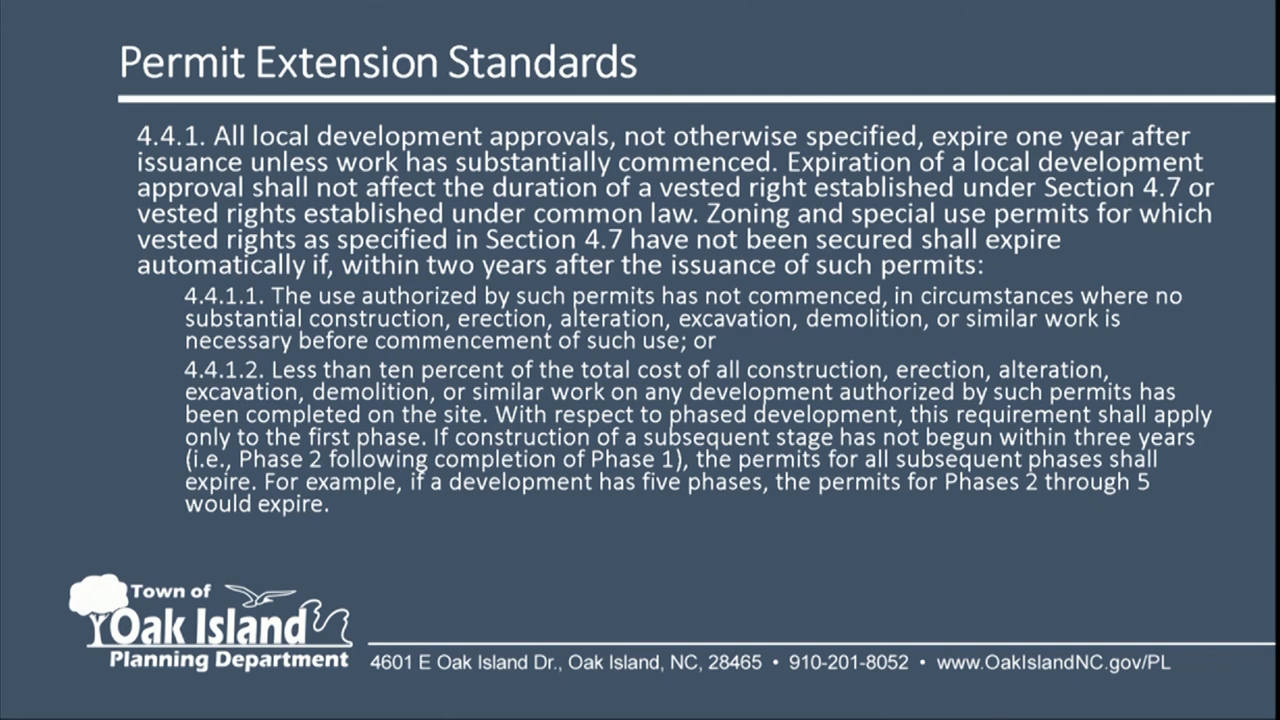 Permit Extension Standards
4.4.1. All local development approvals, not otherwise specified, expire one year after
issuance unless work has substantially commenced. Expiration of a local development
approval shall not affect the duration of a vested right established under Section 4.7 or
vested rights established under common law. Zoning and special use permits for which
vested rights as specified in Section 4.7 have not been secured shall expire
automatically if, within two years after the issuance of such permits:
4.4.1.1. The use authorized by such permits has not commenced, in circumstances where no
substantial construction, erection, alteration, excavation, demolition, or similar work is
necessary before commencement of such use; or
4.4.1.2. Less than ten percent of the total cost of all construction, erection, alteration,
excavation, demolition, or similar work on any development authorized by such permits has
been completed on the site. With respect to phased development, this requirement shall apply
only to the first phase. If construction of a subsequent stage has not begun within three years
(i.e., Phase 2 following completion of Phase 1), the permits for all subsequent phases shall
expire. For example, if a development has five phases, the permits for Phases 2 through 5
would expire.
Town of
Oak Island
Planning Department
4601 E Oak Island Dr., Oak Island, NC, 28465 • 910-201-8052 • www.OakIslandNC.gov/PL